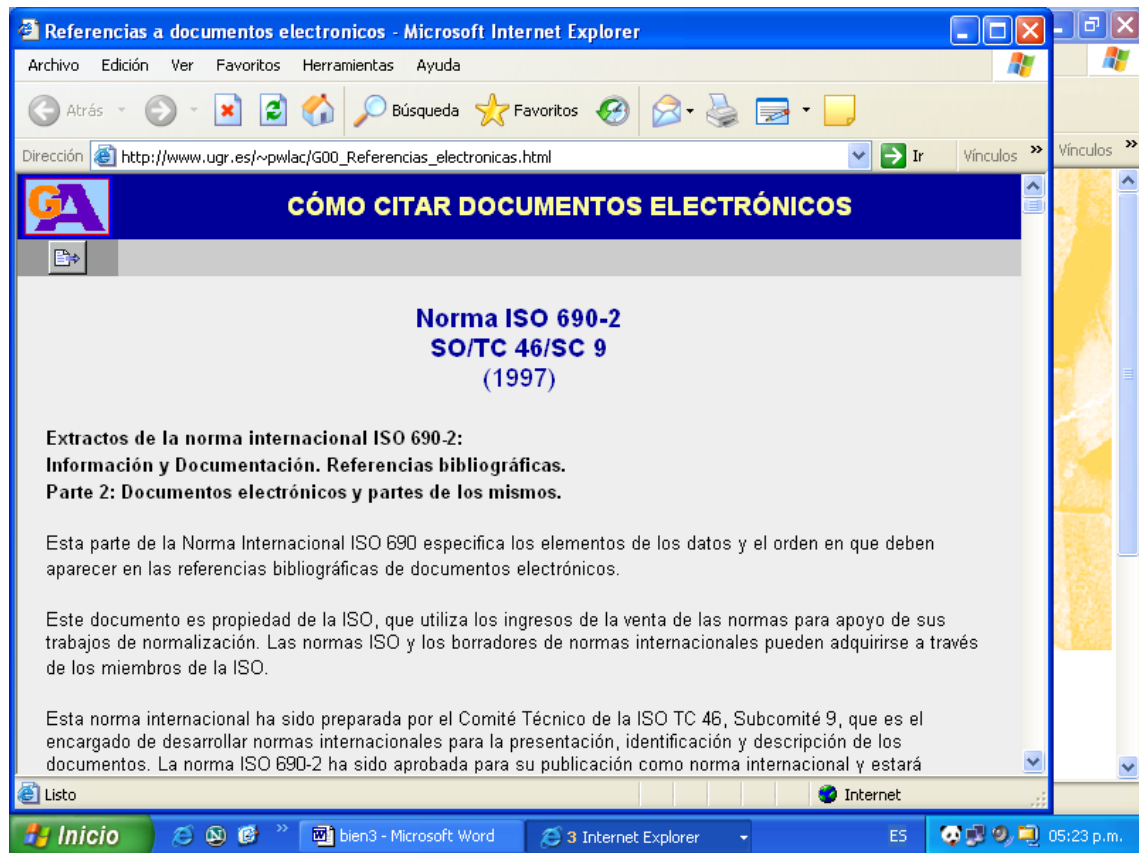 Referencias a documentos electronicos - Microsoft Internet Explorer
Archivo Edición Ver Favoritos Herramientas Ayuda
Atrás Búsqueda Favoritos
Dirección http://www.ugr.es/~pwlac/G00_Referencias_electronicas.html Ir Vínculos » Vínculos »
GA CÓMO CITAR DOCUMENTOS ELECTRÓNICOS
Norma ISO 690-2
SO/TC 46/SC 9
(1997)
Extractos de la norma internacional ISO 690-2:
Información y Documentación. Referencias bibliográficas.
Parte 2: Documentos electrónicos y partes de los mismos.
Esta parte de la Norma Internacional ISO 690 especifica los elementos de los datos y el orden en que deben
aparecer en las referencias bibliográficas de documentos electrónicos.
Este documento es propiedad de la ISO, que utiliza los ingresos de la venta de las normas para apoyo de sus
trabajos de normalización. Las normas ISO y los borradores de normas internacionales pueden adquirirse a través
de los miembros de la ISO.
Esta norma internacional ha sido preparada por el Comité Técnico de la ISO TC 46, Subcomité 9, que es el
encargado de desarrollar normas internacionales para la presentación, identificación y descripción de los
documentos. La norma ISO 690-2 ha sido aprobada para su publicación como norma internacional y estará
Listo Internet
Inicio » bien3 - Microsoft Word 3 Internet Explorer ES 05:23 p.m.